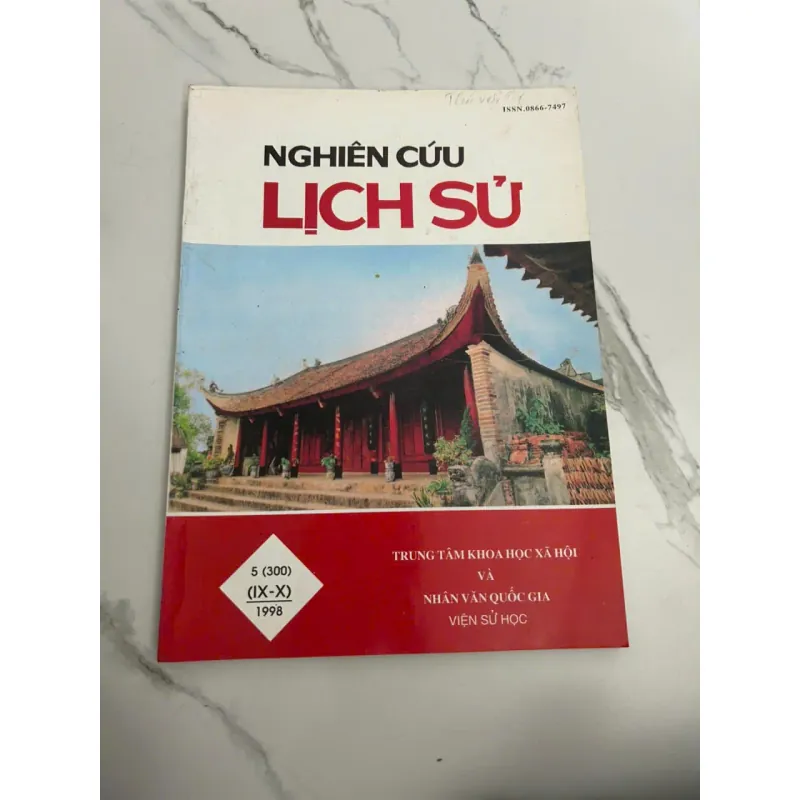 ISSN.0866-7497
NGHIÊN CỨU
LỊCH SỬ
5 (300)
(IX-X)
1998
TRUNG TÂM KHOA HỌC XÃ HỘI
VÀ
NHÂN VĂN QUỐC GIA
VIỆN SỬ HỌC